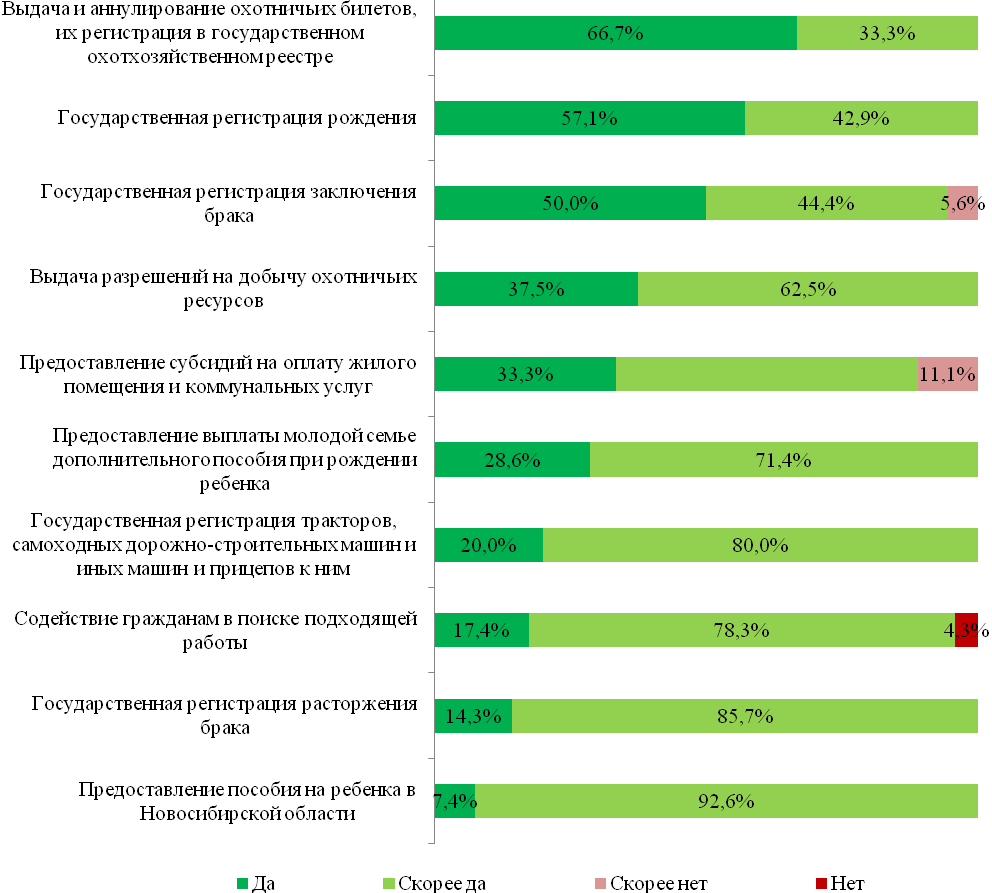 Выдача и аннулирование охотничьих билетов,
их регистрация в государственном
охотхозяйственном реестре
66,7%
33,3%
Государственная регистрация рождения
57,1%
42,9%
Государственная регистрация заключения
брака
50,0%
44,4%
5,6%
Выдача разрешений на добычу охотничьих
ресурсов
37,5%
62,5%
Предоставление субсидий на оплату жилого
помещения и коммунальных услуг
33,3%
11,1%
Предоставление выплаты молодой семье
дополнительного пособия при рождении
ребенка
28,6%
71,4%
Государственная регистрация тракторов,
самоходных дорожно-строительных машин и
иных машин и прицепов к ним
20,0%
80,0%
Содействие гражданам в поиске подходящей
работы
17,4%
78,3%
4,3%
Государственная регистрация расторжения
брака
14,3%
85,7%
Предоставление пособия на ребенка в
Новосибирской области
7,4%
92,6%
Да
Скорее да
Скорее нет
Нет